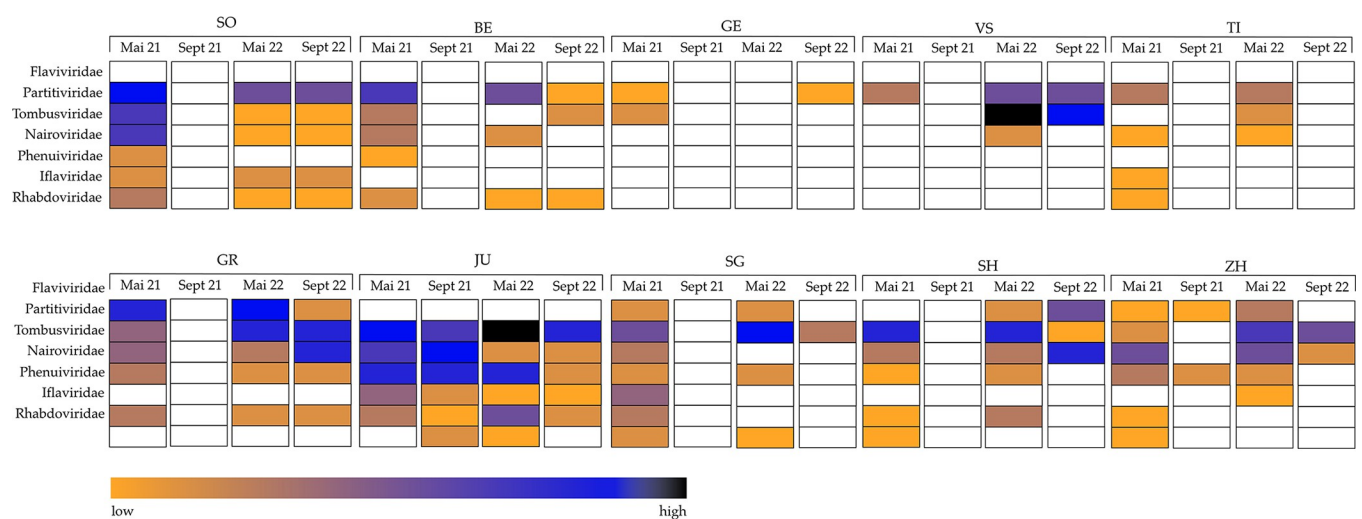 SO BE GE VS TI
Mai 21 Sept 21 Mai 22 Sept 22 Mai 21 Sept 21 Mai 22 Sept 22 Mai 21 Sept 21 Mai 22 Sept 22 Mai 21 Sept 21 Mai 22 Sept 22 Mai 21 Sept 21 Mai 22 Sept 22
Flaviviridae
Partitiviridae
Tombusviridae
Nairoviridae
Phenuiviridae
Iflaviridae
Rhabdoviridae
GR JU SG SH ZH
Mai 21 Sept 21 Mai 22 Sept 22 Mai 21 Sept 21 Mai 22 Sept 22 Mai 21 Sept 21 Mai 22 Sept 22 Mai 21 Sept 21 Mai 22 Sept 22 Mai 21 Sept 21 Mai 22 Sept 22
Flaviviridae
Partitiviridae
Tombusviridae
Nairoviridae
Phenuiviridae
Iflaviridae
Rhabdoviridae
low high